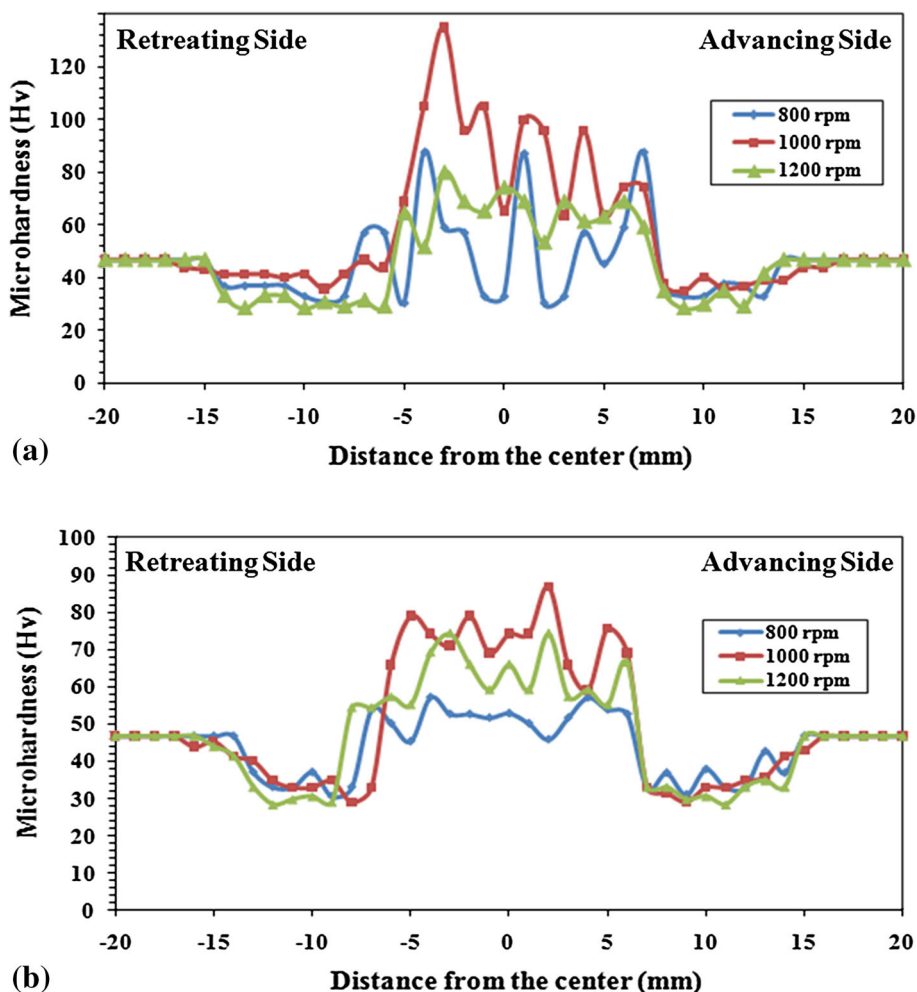 Retreating Side Advancing Side
120
100
80
60
40
20
0
Microhardness (Hv)
800 rpm
1000 rpm
1200 rpm
-20 -15 -10 -5 0 5 10 15 20
Distance from the center (mm)
(a)
100
90
80
70
60
50
40
30
20
10
0
Microhardness (Hv)
Retreating Side Advancing Side
800 rpm
1000 rpm
1200 rpm
-20 -15 -10 -5 0 5 10 15 20
Distance from the center (mm)
(b)